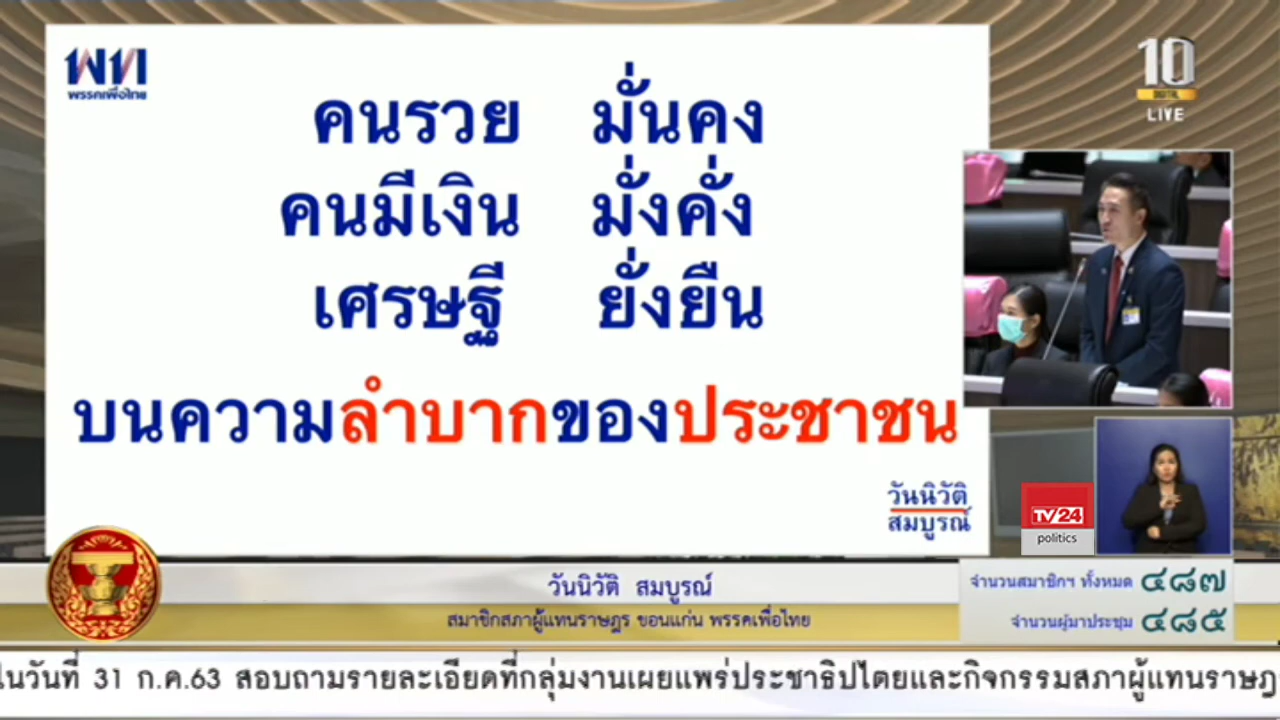 พท
พรรคเพื่อไทย
คนรวย มั่นคง
คนมีเงิน มั่งคั่ง
เศรษฐี ยั่งยืน
บนความลำบากของประชาชน
วันนิวัติ
สมบูรณ์
10
DIGITAL
LIVE
TV/24
politics
วันนิวัติ สมบูรณ์
สมาชิกสภาผู้แทนราษฎร ขอนแก่น พรรคเพื่อไทย
จำนวนสมาชิกฯ ทั้งหมด ๔๘๗
จำนวนผู้มาประชุม ๔๘๕
ในวันที่ 31 ก.ค.63 สอบถามรายละเอียดที่กลุ่มงานเผยแพร่ประชาธิปไตยและกิจกรรมสภาผู้แทนราษฎ